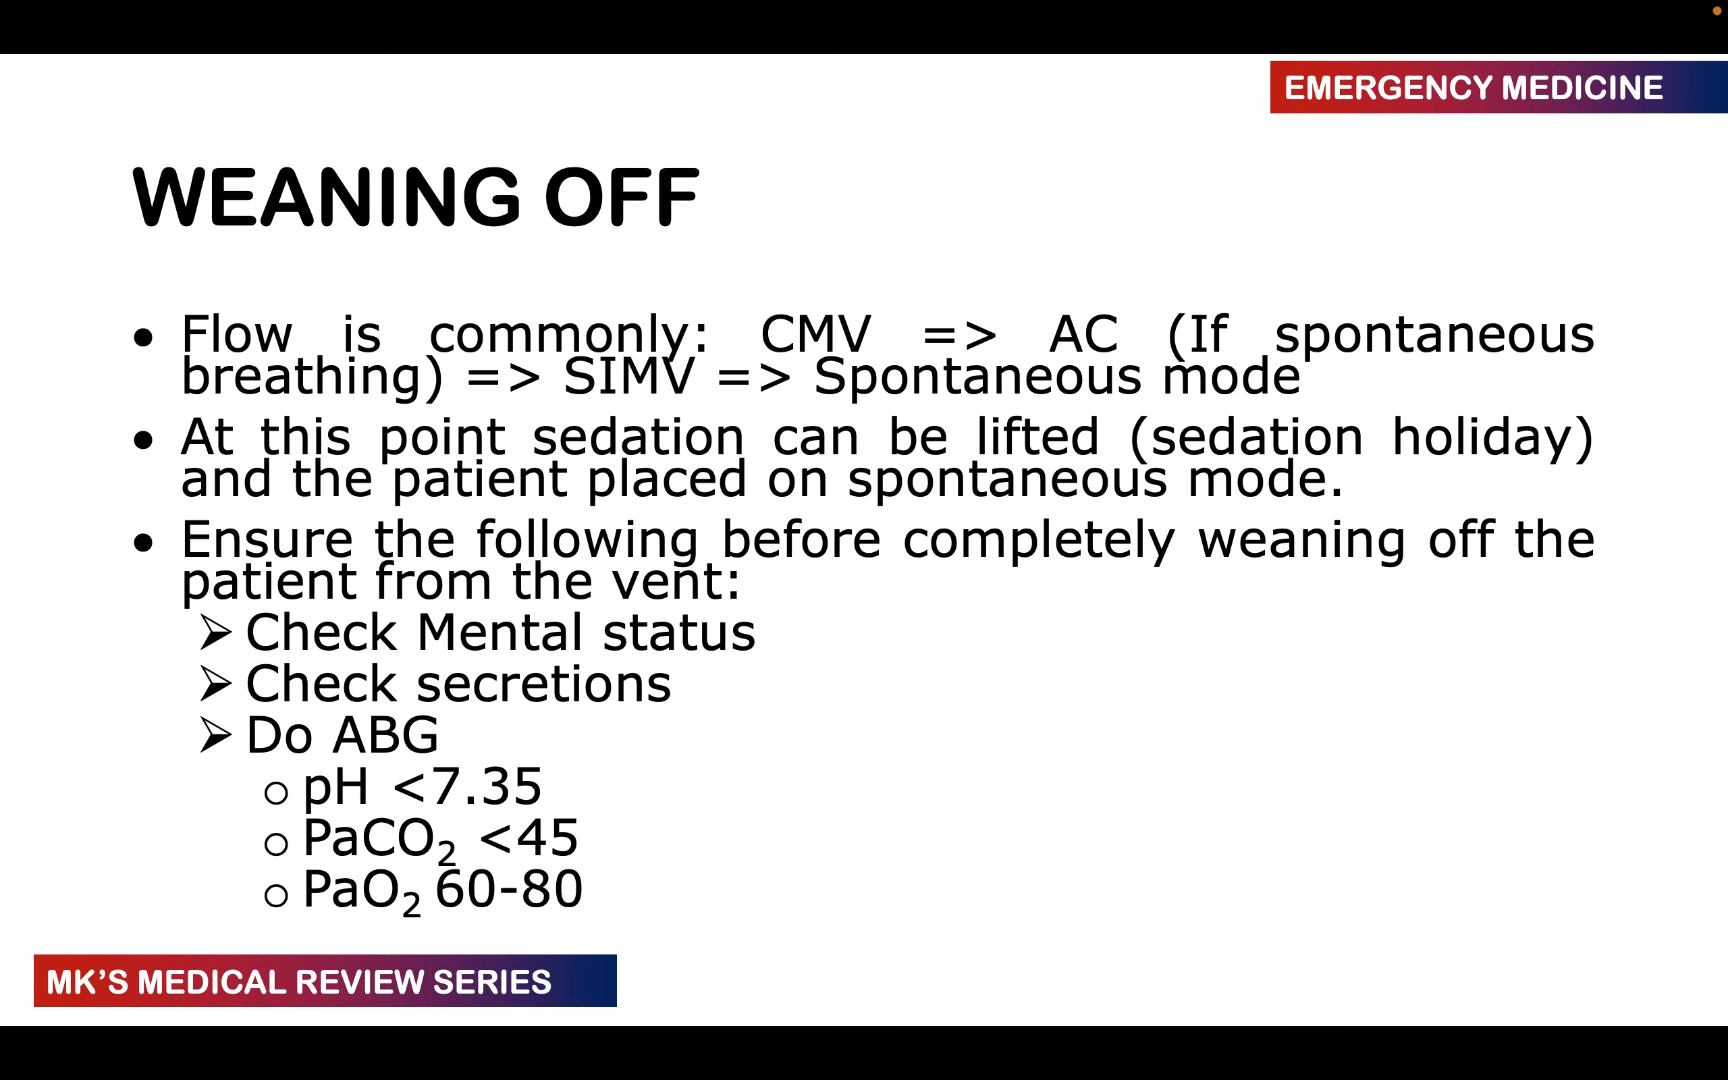 EMERGENCY MEDICINE
WEANING OFF
• Flow is commonly: CMV => AC (If spontaneous
breathing) => SIMV => Spontaneous mode
• At this point sedation can be lifted (sedation holiday)
and the patient placed on spontaneous mode.
• Ensure the following before completely weaning off the
patient from the vent:
➢ Check Mental status
➢ Check secretions
➢ Do ABG
○ pH <7.35
○ PaCO₂ <45
○ PaO₂ 60-80
MK’S MEDICAL REVIEW SERIES